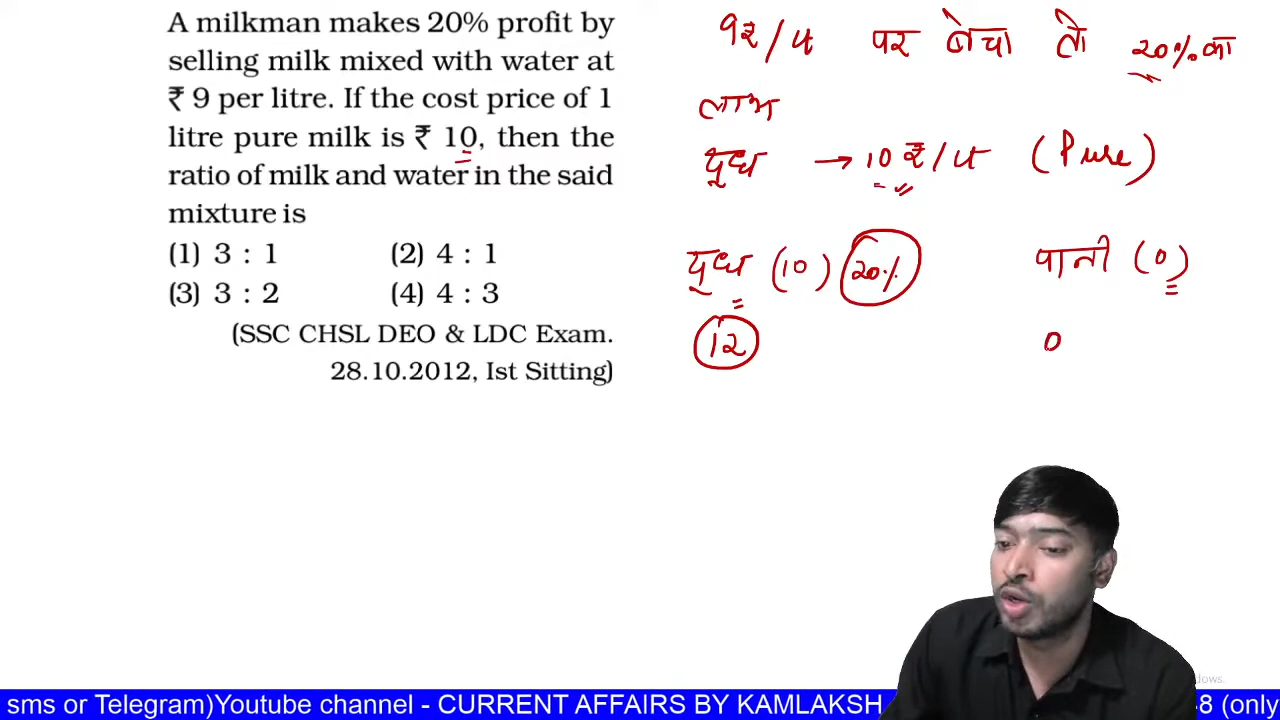 A milkman makes 20% profit by
selling milk mixed with water at
₹ 9 per litre. If the cost price of 1
litre pure milk is ₹ 10, then the
ratio of milk and water in the said
mixture is
(1) 3 : 1 (2) 4 : 1
(3) 3 : 2 (4) 4 : 3
(SSC CHSL DEO & LDC Exam.
28.10.2012, Ist Sitting)
9₹/ पर बेचा तो 20% का
लाभ
दूध → 10 ₹/ (Pure)
दूध (10) 20% पानी (0)
12 0
sms or Telegram)Youtube channel - CURRENT AFFAIRS BY KAMLAKSH -8 (only